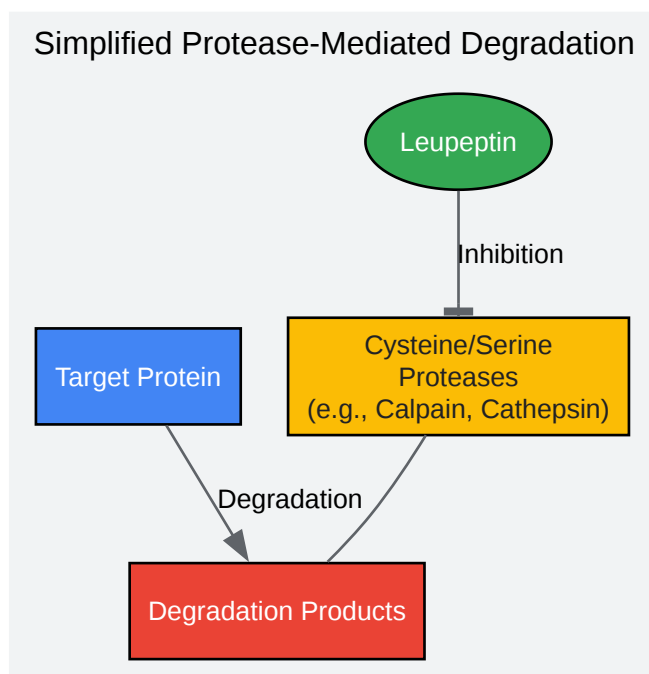 Simplified Protease-Mediated Degradation
Leupeptin
Inhibition
Target Protein
Cysteine/Serine
Proteases
(e.g., Calpain, Cathepsin)
Degradation
Degradation Products